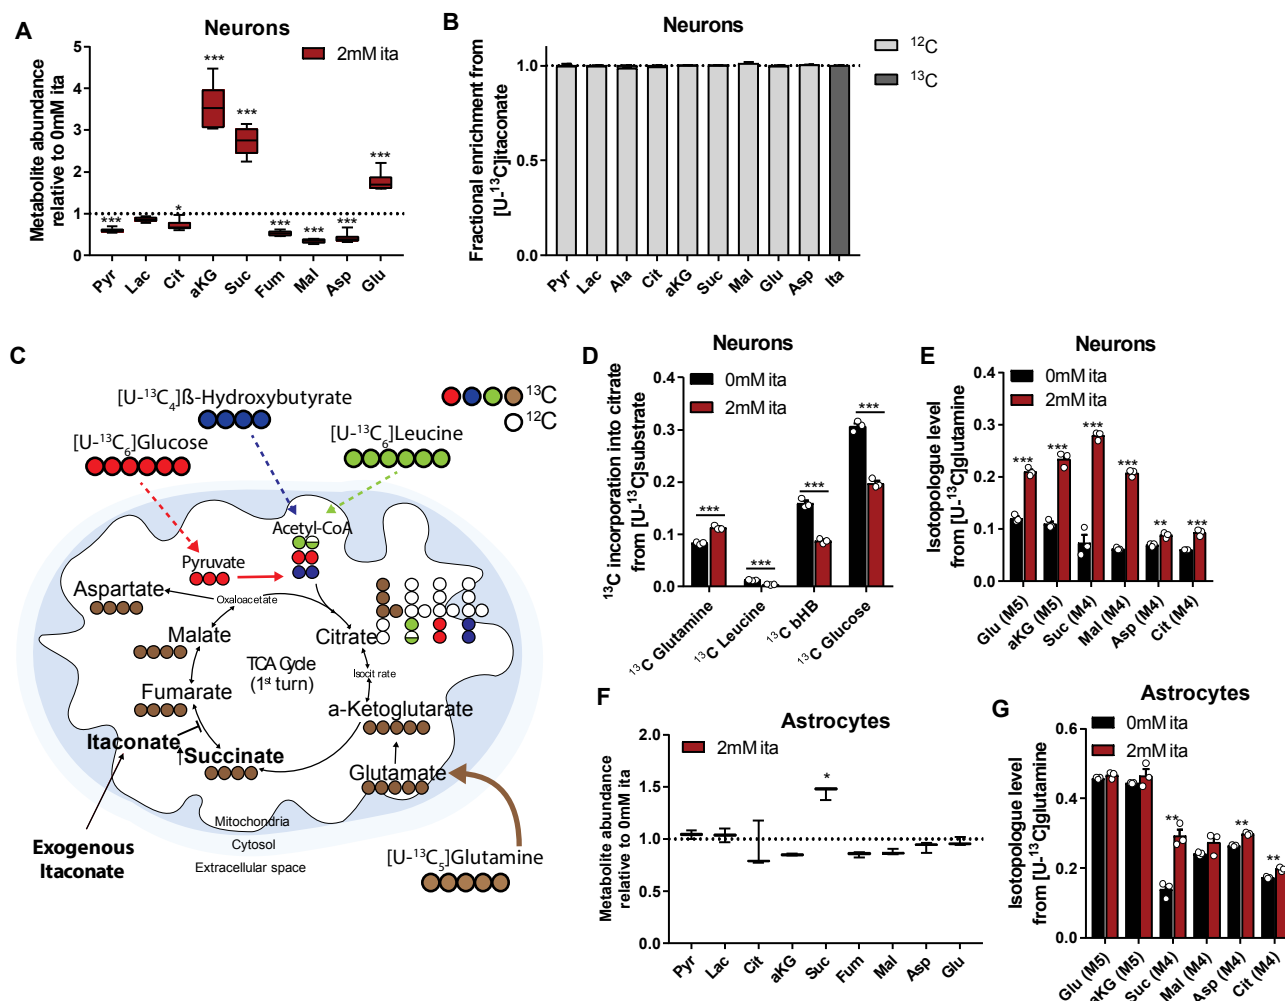 A
Neurons
2mm ita
Metabolite abundance
relative to 0mM ita
5
4
3
2
1
0
***
*
***
***
***
***
***
***
Pyr
Lac
Cit
aKG
Suc
Fum
Mal
Asp
Glu
B
Neurons
12C
13C
Fractional enrichment from
[U-13C]itaconate
1.0
0.5
0.0
Pyr
Lac
Ala
Cit
aKG
Suc
Mal
Glu
Asp
Ita
C
[U-13C4]ß-Hydroxybutyrate
13C
12C
[U-13C6]Glucose
[U-13C6]Leucine
Acetyl-CoA
Pyruvate
Aspartate
Oxaloacetate
Malate
Citrate
TCA Cycle
(1st turn)
Isocitrate
Fumarate
a-Ketoglutarate
Itaconate
Succinate
Glutamate
Mitochondria
Cytosol
Extracellular space
Exogenous
Itaconate
[U-13C5]Glutamine
D
Neurons
0mM ita
2mM ita
13C incorporation into citrate
from [U-13C]substrate
0.4
0.3
0.2
0.1
0.0
***
***
***
***
13C Glutamine
13C Leucine
13C bHB
13C Glucose
E
Neurons
0mM ita
2mM ita
Isotopologue level
from [U-13C]glutamine
0.4
0.3
0.2
0.1
0.0
***
***
***
***
**
***
Glu (M5)
aKG (M5)
Suc (M4)
Mal (M4)
Asp (M4)
Cit (M4)
F
Astrocytes
2mM ita
Metabolite abundance
relative to 0mM ita
2.0
1.5
1.0
0.5
0.0
*
Pyr
Lac
Cit
aKG
Suc
Fum
Mal
Asp
Glu
G
Astrocytes
0mM ita
2mM ita
Isotopologue level
from [U-13C]glutamine
0.6
0.4
0.2
0.0
**
**
**
Glu (M5)
aKG (M5)
Suc (M4)
Mal (M4)
Asp (M4)
Cit (M4)